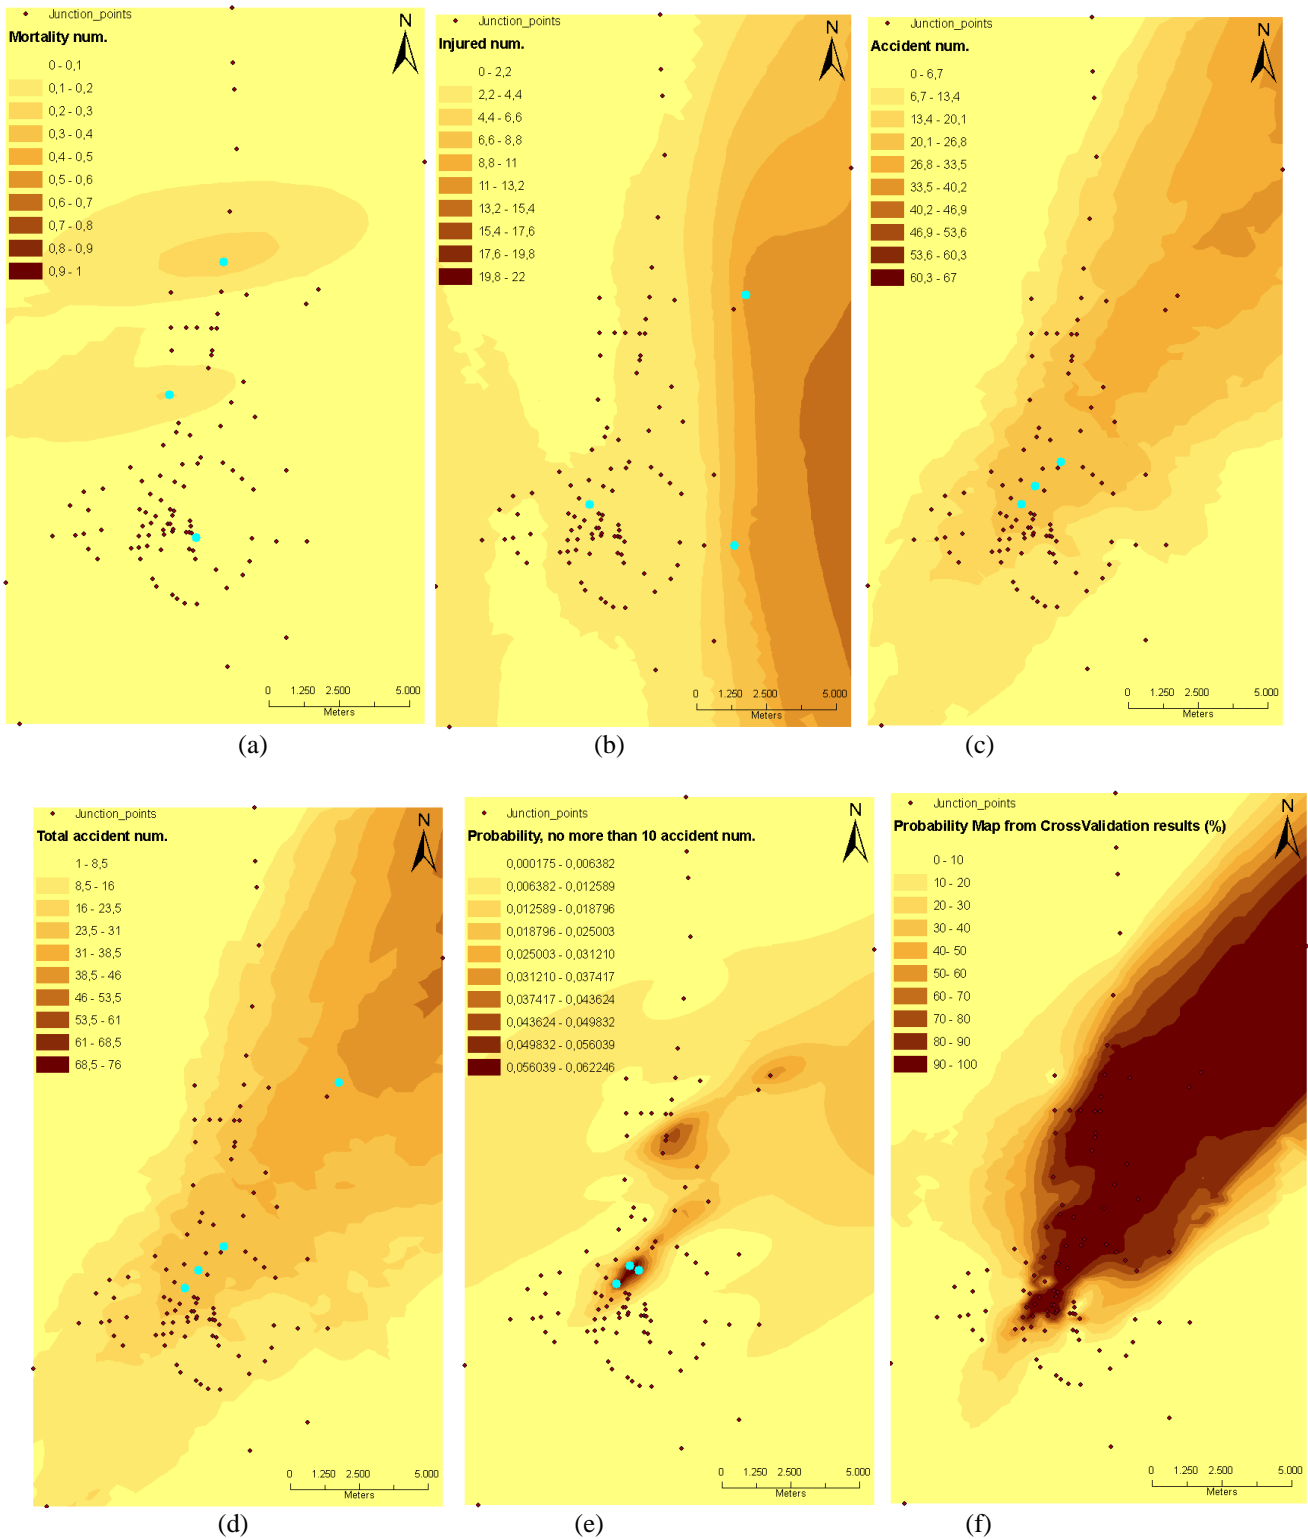 Junction_points
Mortality num.
0 - 0,1
0,1 - 0,2
0,2 - 0,3
0,3 - 0,4
0,4 - 0,5
0,5 - 0,6
0,6 - 0,7
0,7 - 0,8
0,8 - 0,9
0,9 - 1
N
0 1.250 2.500 5.000
Meters
(a)
Junction_points
Injured num.
0 - 2,2
2,2 - 4,4
4,4 - 6,6
6,6 - 8,8
8,8 - 11
11 - 13,2
13,2 - 15,4
15,4 - 17,6
17,6 - 19,8
19,8 - 22
N
0 1.250 2.500 5.000
Meters
(b)
Junction_points
Accident num.
0 - 6,7
6,7 - 13,4
13,4 - 20,1
20,1 - 26,8
26,8 - 33,5
33,5 - 40,2
40,2 - 46,9
46,9 - 53,6
53,6 - 60,3
60,3 - 67
N
0 1.250 2.500 5.000
Meters
(c)
Junction_points
Total accident num.
1 - 8,5
8,5 - 16
16 - 23,5
23,5 - 31
31 - 38,5
38,5 - 46
46 - 53,5
53,5 - 61
61 - 68,5
68,5 - 76
N
0 1.250 2.500 5.000
Meters
(d)
Junction_points
Probability, no more than 10 accident num.
0,000175 - 0,006382
0,006382 - 0,012589
0,012589 - 0,018796
0,018796 - 0,025003
0,025003 - 0,031210
0,031210 - 0,037417
0,037417 - 0,043624
0,043624 - 0,049832
0,049832 - 0,056039
0,056039 - 0,062246
N
0 1.250 2.500 5.000
Meters
(e)
Junction_points
Probability Map from CrossValidation results (%)
0 - 10
10 - 20
20 - 30
30 - 40
40 - 50
50 - 60
60 - 70
70 - 80
80 - 90
90 - 100
N
0 1.250 2.500 5.000
Meters
(f)